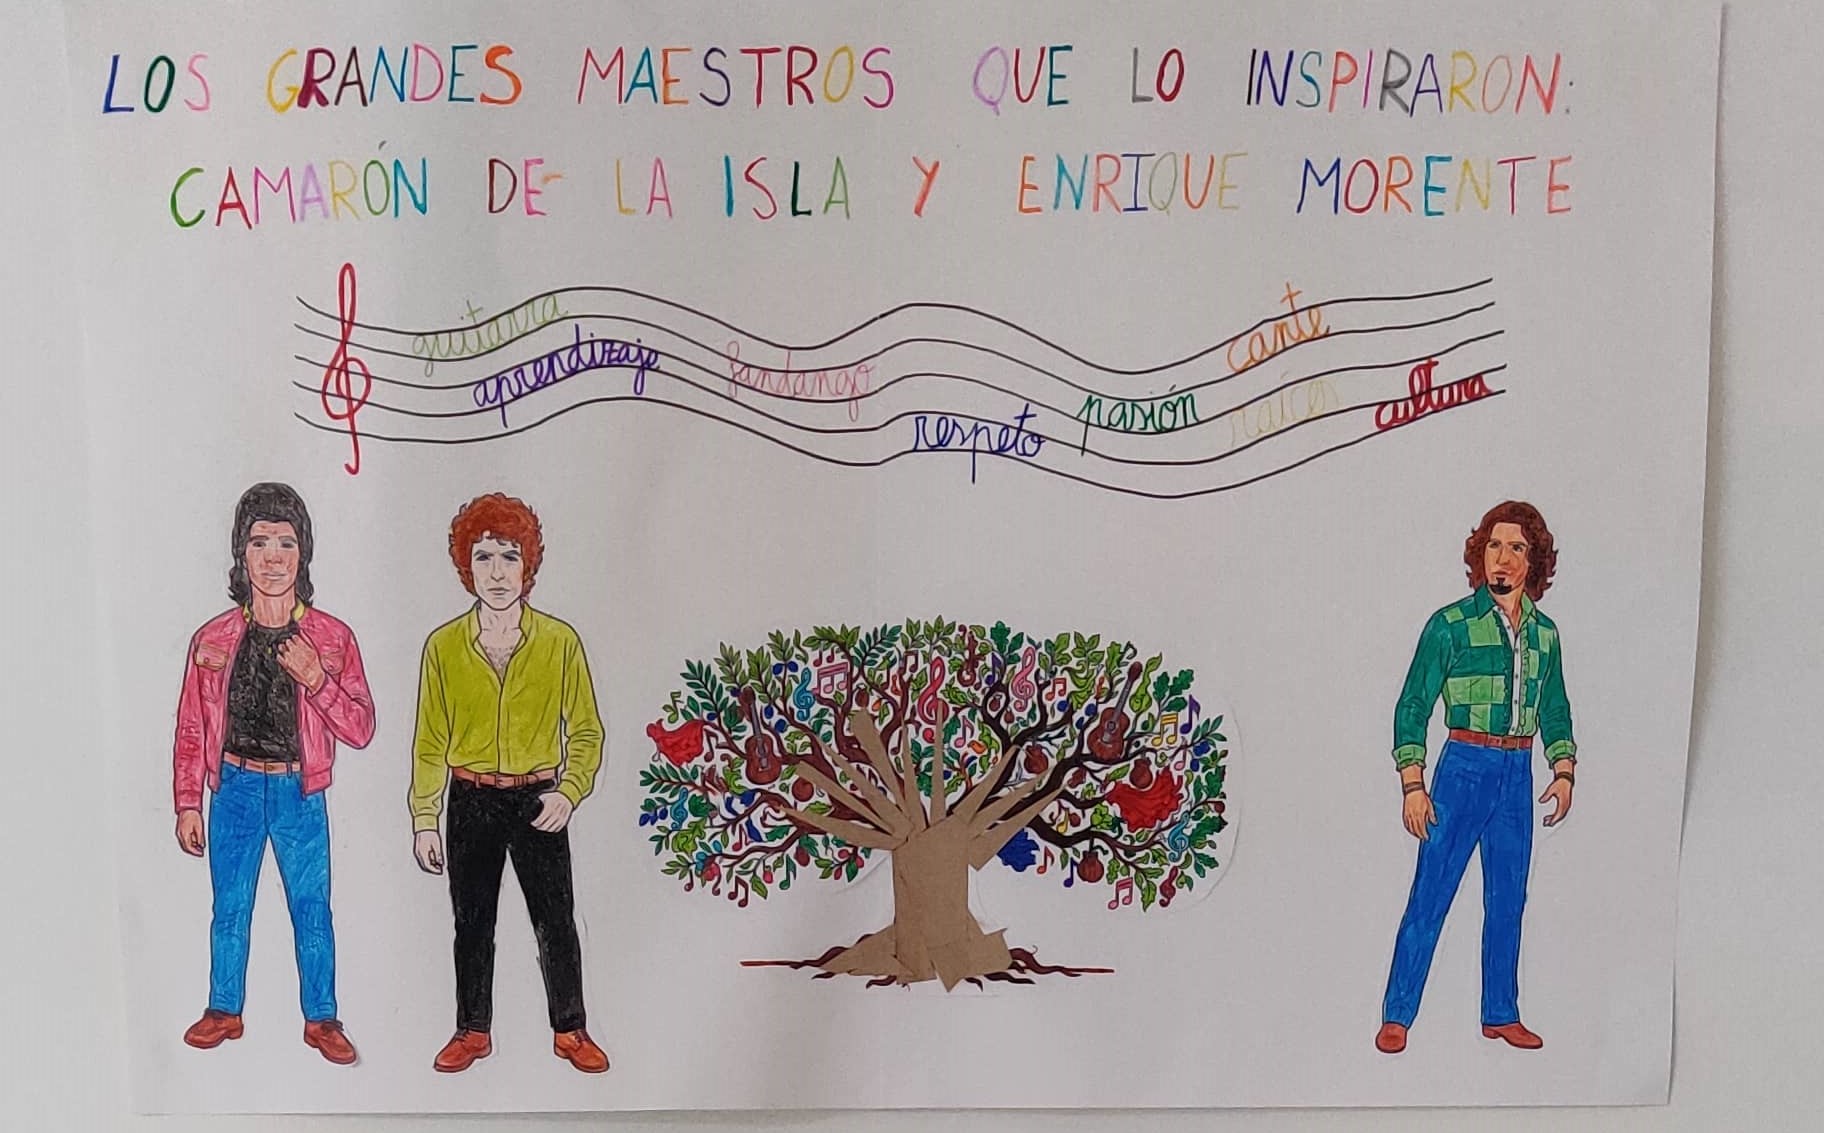 LOS GRANDES MAESTROS QUE LO INSPIRARON:
CAMARÓN DE LA ISLA Y ENRIQUE MORENTE
guitarra
aprendizaje
fandango
respeto
pasión
cante
raíces
cultura